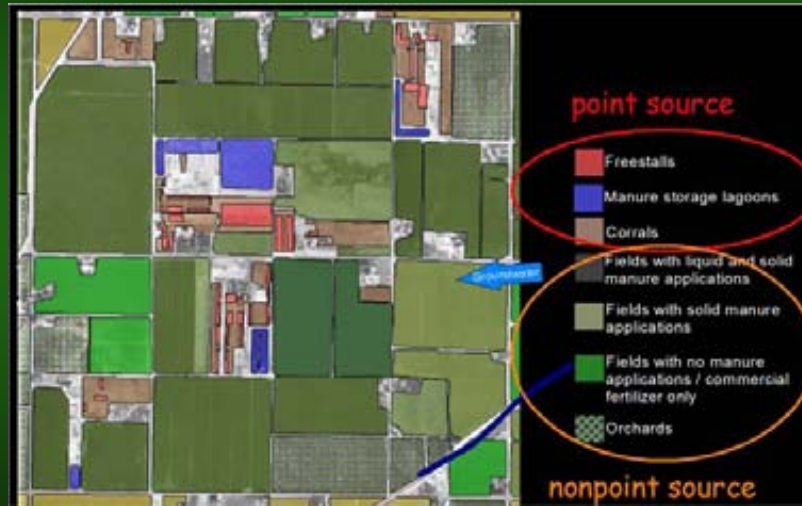 point source
Freestalls
Manure storage lagoons
Corrals
Fields with liquid and solid
manure applications
Groundwater
Fields with solid manure
applications
Fields with no manure
applications / commercial
fertilizer only
Orchards
nonpoint source